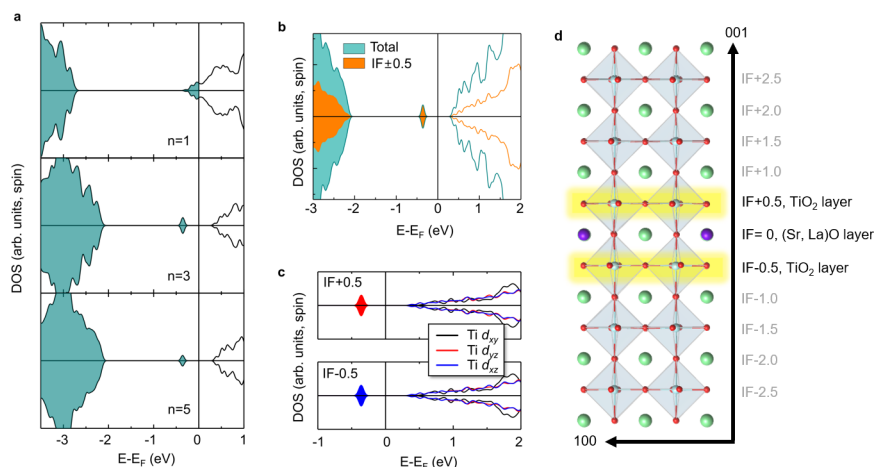 a
DOS (arb. units, spin)
n=1
n=3
n=5
-3 -2 -1 0 1
E-EF (eV)
b
Total
IF±0.5
DOS (arb. units, spin)
-3 -2 -1 0 1 2
E-EF (eV)
c
DOS (arb. units, spin)
IF+0.5
Ti dxy
Ti dyz
Ti dxz
IF-0.5
-1 0 1 2
E-EF (eV)
d
001
IF+2.5
IF+2.0
IF+1.5
IF+1.0
IF+0.5, TiO2 layer
IF= 0, (Sr, La)O layer
IF-0.5, TiO2 layer
IF-1.0
IF-1.5
IF-2.0
IF-2.5
100